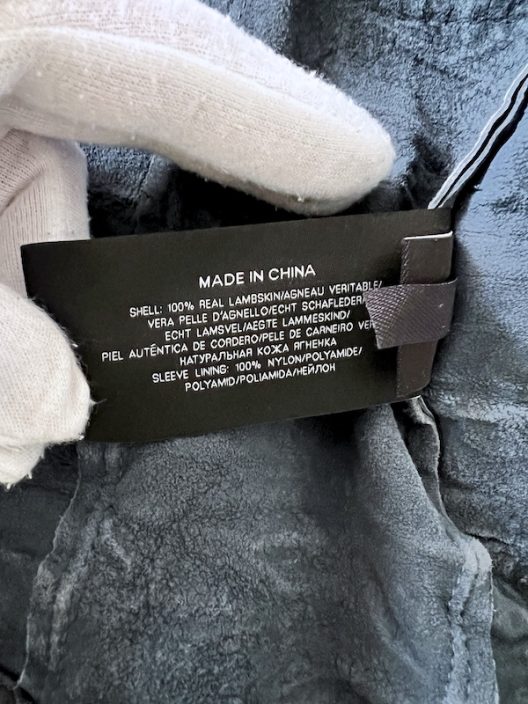 MADE IN CHINA
SHELL: 100% REAL LAMBSKIN/AGNEAU VERITABLE/
VERA PELLE D'AGNELLO/ECHT SCHAFLEDER/
ECHT LAMSVEL/AEGTE LAMMESKIND/
PIEL AUTÉNTICA DE CORDERO/PELE DE CARNEIRO
НАТУРАЛЬНАЯ КОЖА ЯГНЕНКА
SLEEVE LINING: 100% NYLON/POLYAMIDE/
POLYAMID/POLIAMIDA/НЕЙЛОН